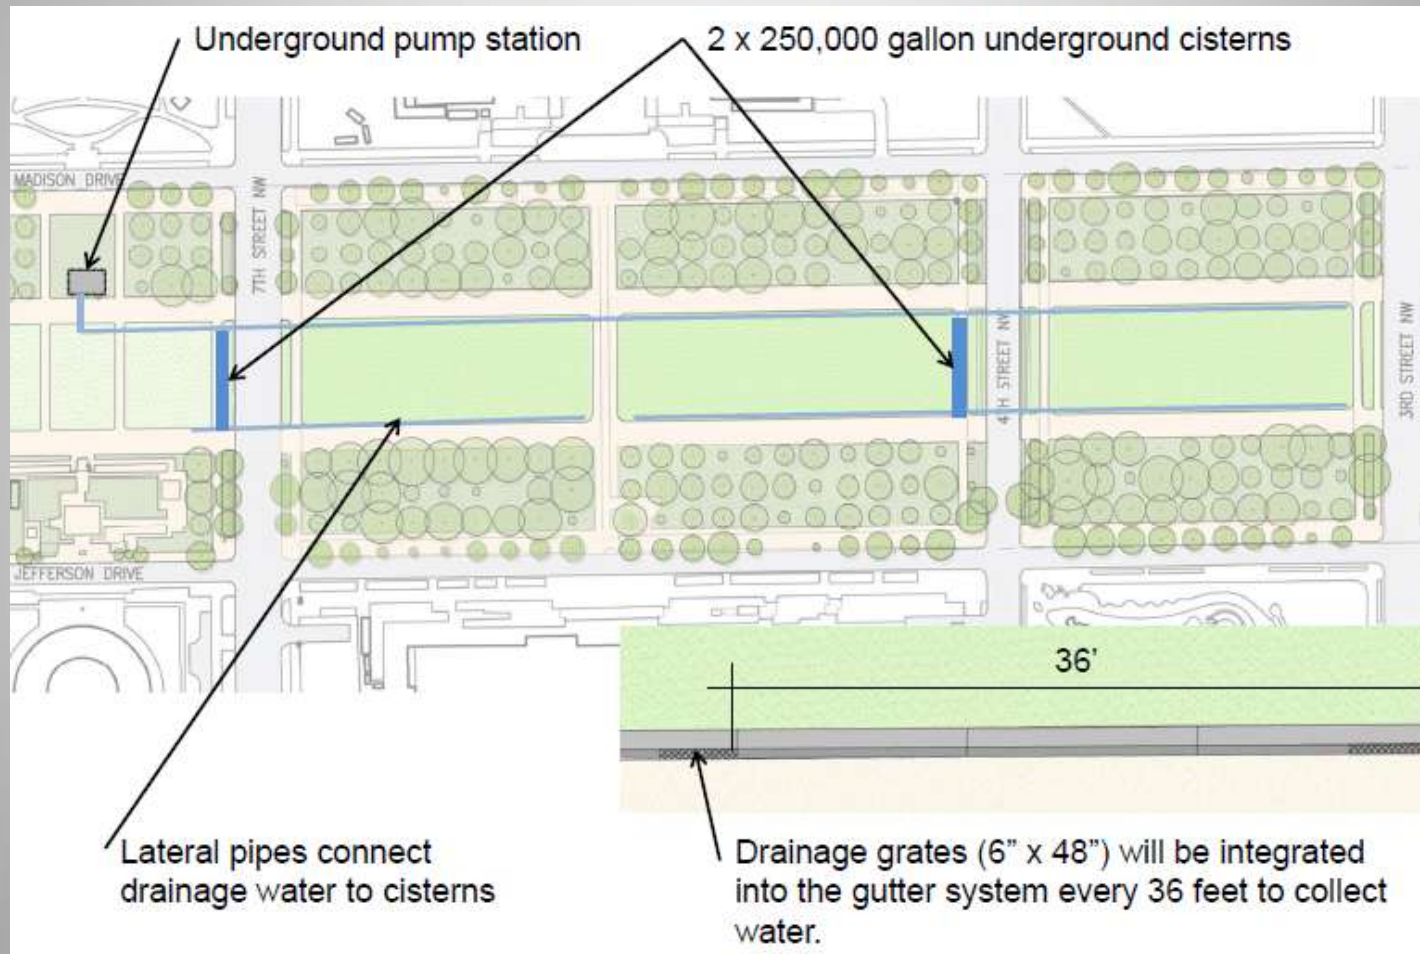 Underground pump station
2 x 250,000 gallon underground cisterns
MADISON DRIVE
7TH STREET NW
4TH STREET NW
3RD STREET NW
JEFFERSON DRIVE
36’
Lateral pipes connect
drainage water to cisterns
Drainage grates (6” x 48”) will be integrated
into the gutter system every 36 feet to collect
water.